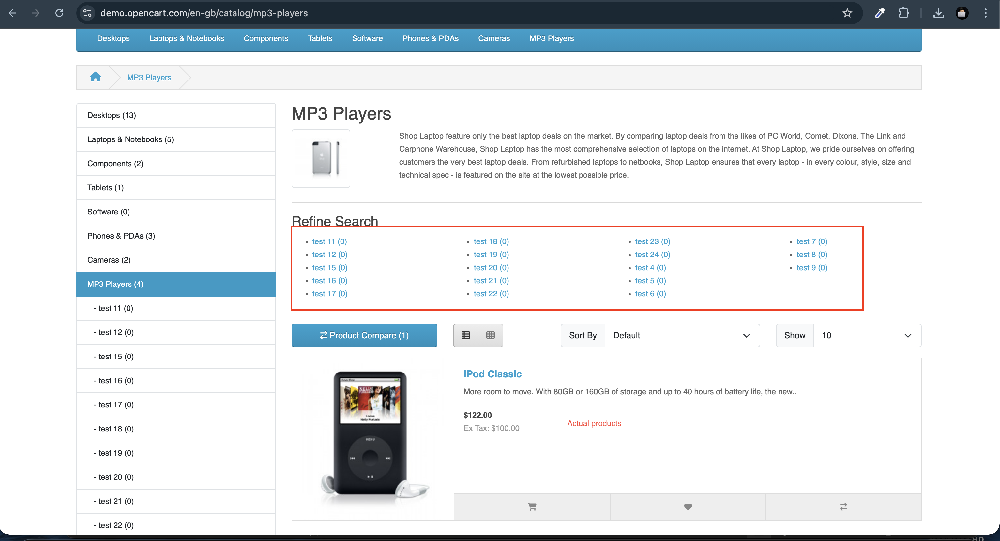 demo.opencart.com/en-gb/catalog/mp3-players
Desktops Laptops & Notebooks Components Tablets Software Phones & PDAs Cameras MP3 Players
MP3 Players
Desktops (13)
Laptops & Notebooks (5)
Components (2)
Tablets (1)
Software (0)
Phones & PDAs (3)
Cameras (2)
MP3 Players (4)
- test 11 (0)
- test 12 (0)
- test 15 (0)
- test 16 (0)
- test 17 (0)
- test 18 (0)
- test 19 (0)
- test 20 (0)
- test 21 (0)
- test 22 (0)
MP3 Players
Shop Laptop feature only the best laptop deals on the market. By comparing laptop deals from the likes of PC World, Comet, Dixons, The Link and
Carphone Warehouse, Shop Laptop has the most comprehensive selection of laptops on the internet. At Shop Laptop, we pride ourselves on offering
customers the very best laptop deals. From refurbished laptops to netbooks, Shop Laptop ensures that every laptop - in every colour, style, size and
technical spec - is featured on the site at the lowest possible price.
Refine Search
test 11 (0)
test 12 (0)
test 15 (0)
test 16 (0)
test 17 (0)
test 18 (0)
test 19 (0)
test 20 (0)
test 21 (0)
test 22 (0)
test 23 (0)
test 24 (0)
test 4 (0)
test 5 (0)
test 6 (0)
test 7 (0)
test 8 (0)
test 9 (0)
Product Compare (1)
Sort By Default
Show 10
Cover Flow
NELLY
FURTADO
Loose
Nelly Furtado
MENU
iPod Classic
More room to move. With 80GB or 160GB of storage and up to 40 hours of battery life, the new..
$122.00
Ex Tax: $100.00
Actual products